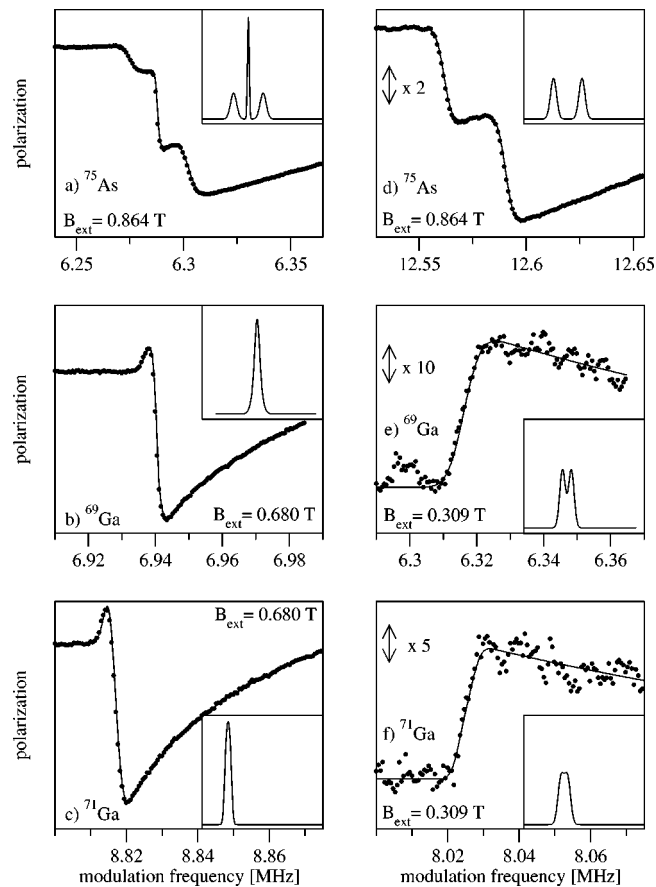 polarization
a) ⁷⁵As
B_ext = 0.864 T
6.25 6.3 6.35
x 2
d) ⁷⁵As
B_ext = 0.864 T
12.55 12.6 12.65
polarization
b) ⁶⁹Ga
B_ext = 0.680 T
6.92 6.94 6.96 6.98
x 10
e) ⁶⁹Ga
B_ext = 0.309 T
6.3 6.32 6.34 6.36
polarization
B_ext = 0.680 T
c) ⁷¹Ga
8.82 8.84 8.86
modulation frequency [MHz]
x 5
f) ⁷¹Ga
B_ext = 0.309 T
8.02 8.04 8.06
modulation frequency [MHz]